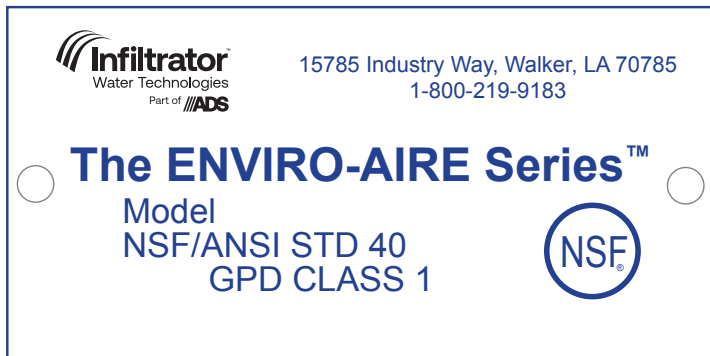 Infiltrator™
Water Technologies
Part of ADS
15785 Industry Way, Walker, LA 70785
1-800-219-9183
The ENVIRO-AIRE Series™
Model
NSF/ANSI STD 40
GPD CLASS 1
NSF®